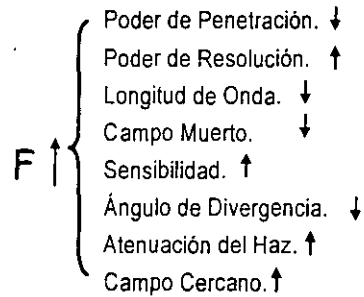 Poder de Penetración. ↓
Poder de Resolución. ↑
Longitud de Onda. ↓
Campo Muerto. ↓
F ↑
Sensibilidad. ↑
Ángulo de Divergencia. ↓
Atenuación del Haz. ↑
Campo Cercano. ↑